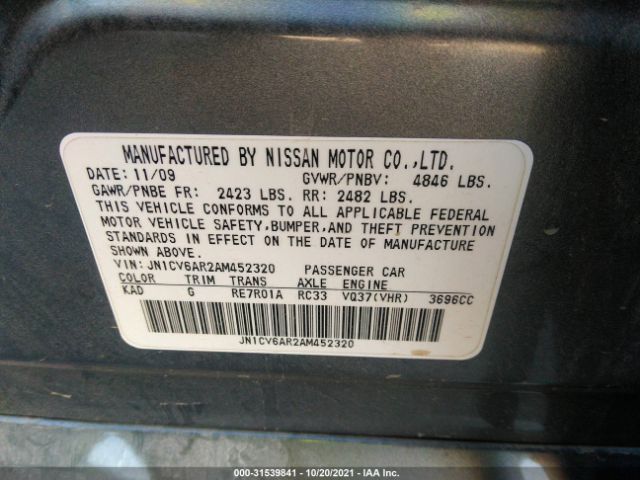 MANUFACTURED BY NISSAN MOTOR CO.,LTD.
DATE: 11/09 GVWR/PNBV: 4846 LBS.
GAWR/PNBE FR: 2423 LBS. RR: 2482 LBS.
THIS VEHICLE CONFORMS TO ALL APPLICABLE FEDERAL
MOTOR VEHICLE SAFETY,BUMPER,AND THEFT PREVENTION
STANDARDS IN EFFECT ON THE DATE OF MANUFACTURE
SHOWN ABOVE.
VIN: JN1CV6AR2AM452320 PASSENGER CAR
COLOR TRIM TRANS AXLE ENGINE
KAD G RE7R01A RC33 VQ37(VHR) 3696CC
JN1CV6AR2AM452320
000-31539841 - 10/20/2021 - IAA Inc.